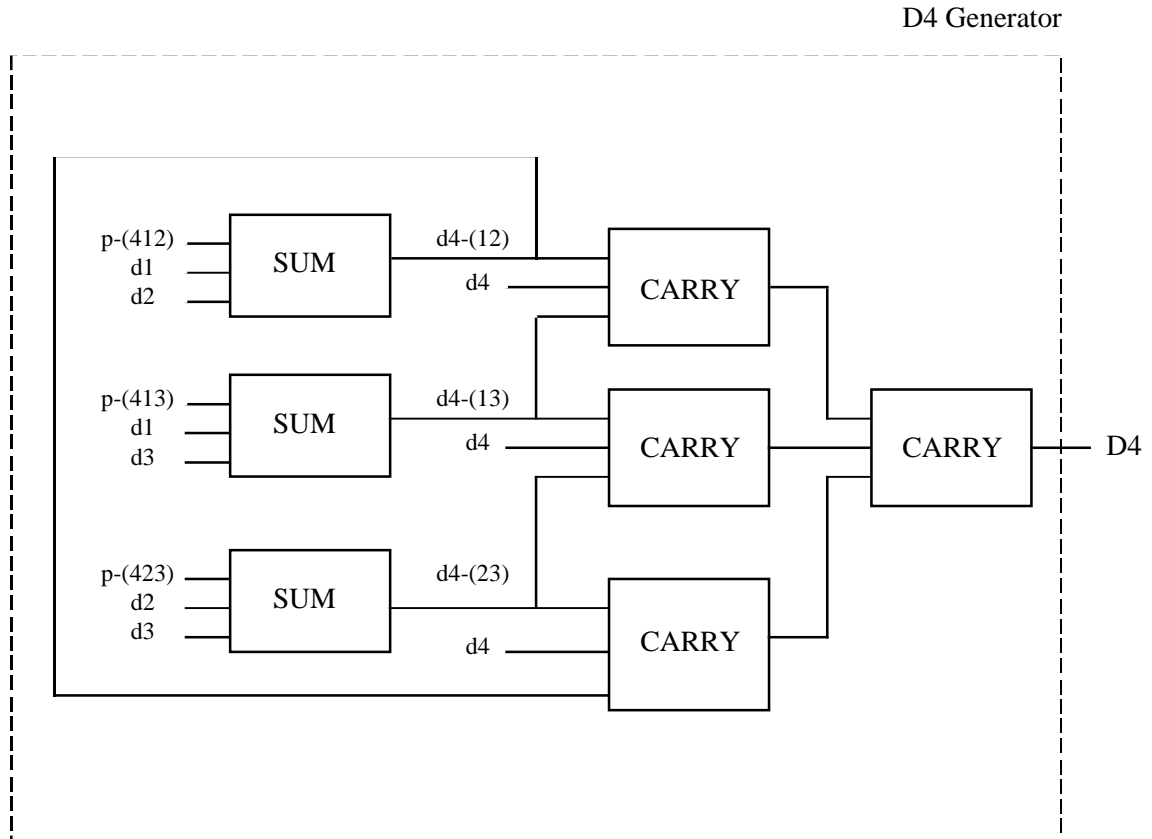 D4 Generator
p-(412)
d1
d2
SUM
d4-(12)
d4
CARRY
p-(413)
d1
d3
SUM
d4-(13)
d4
CARRY
CARRY
D4
p-(423)
d2
d3
SUM
d4-(23)
d4
CARRY